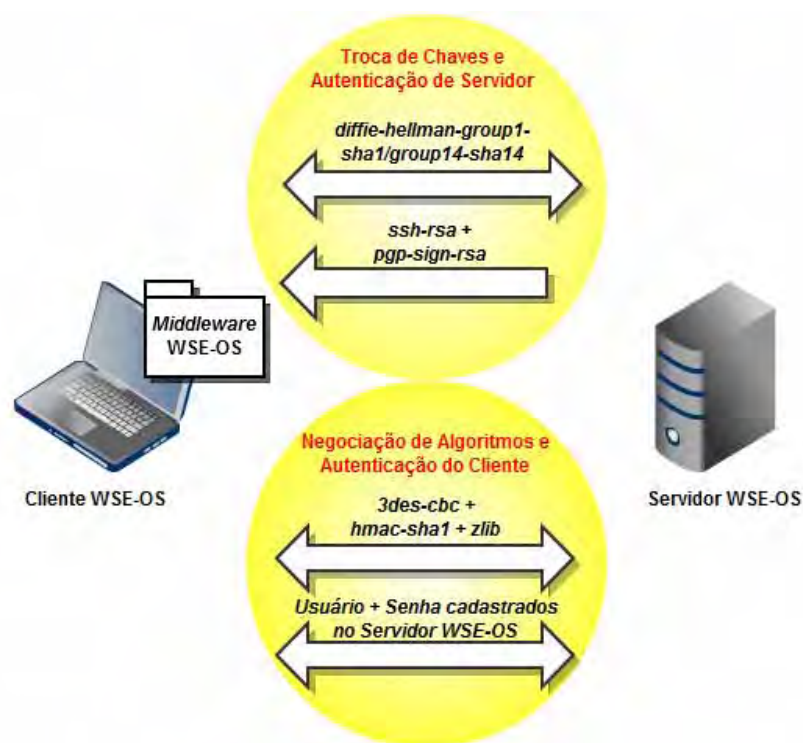 Troca de Chaves e
Autenticação de Servidor
diffie-hellman-group1-
sha1/group14-sha14
ssh-rsa +
pgp-sign-rsa
Middleware
WSE-OS
Cliente WSE-OS
Servidor WSE-OS
Negociação de Algoritmos e
Autenticação do Cliente
3des-cbc +
hmac-sha1 + zlib
Usuário + Senha cadastrados
no Servidor WSE-OS